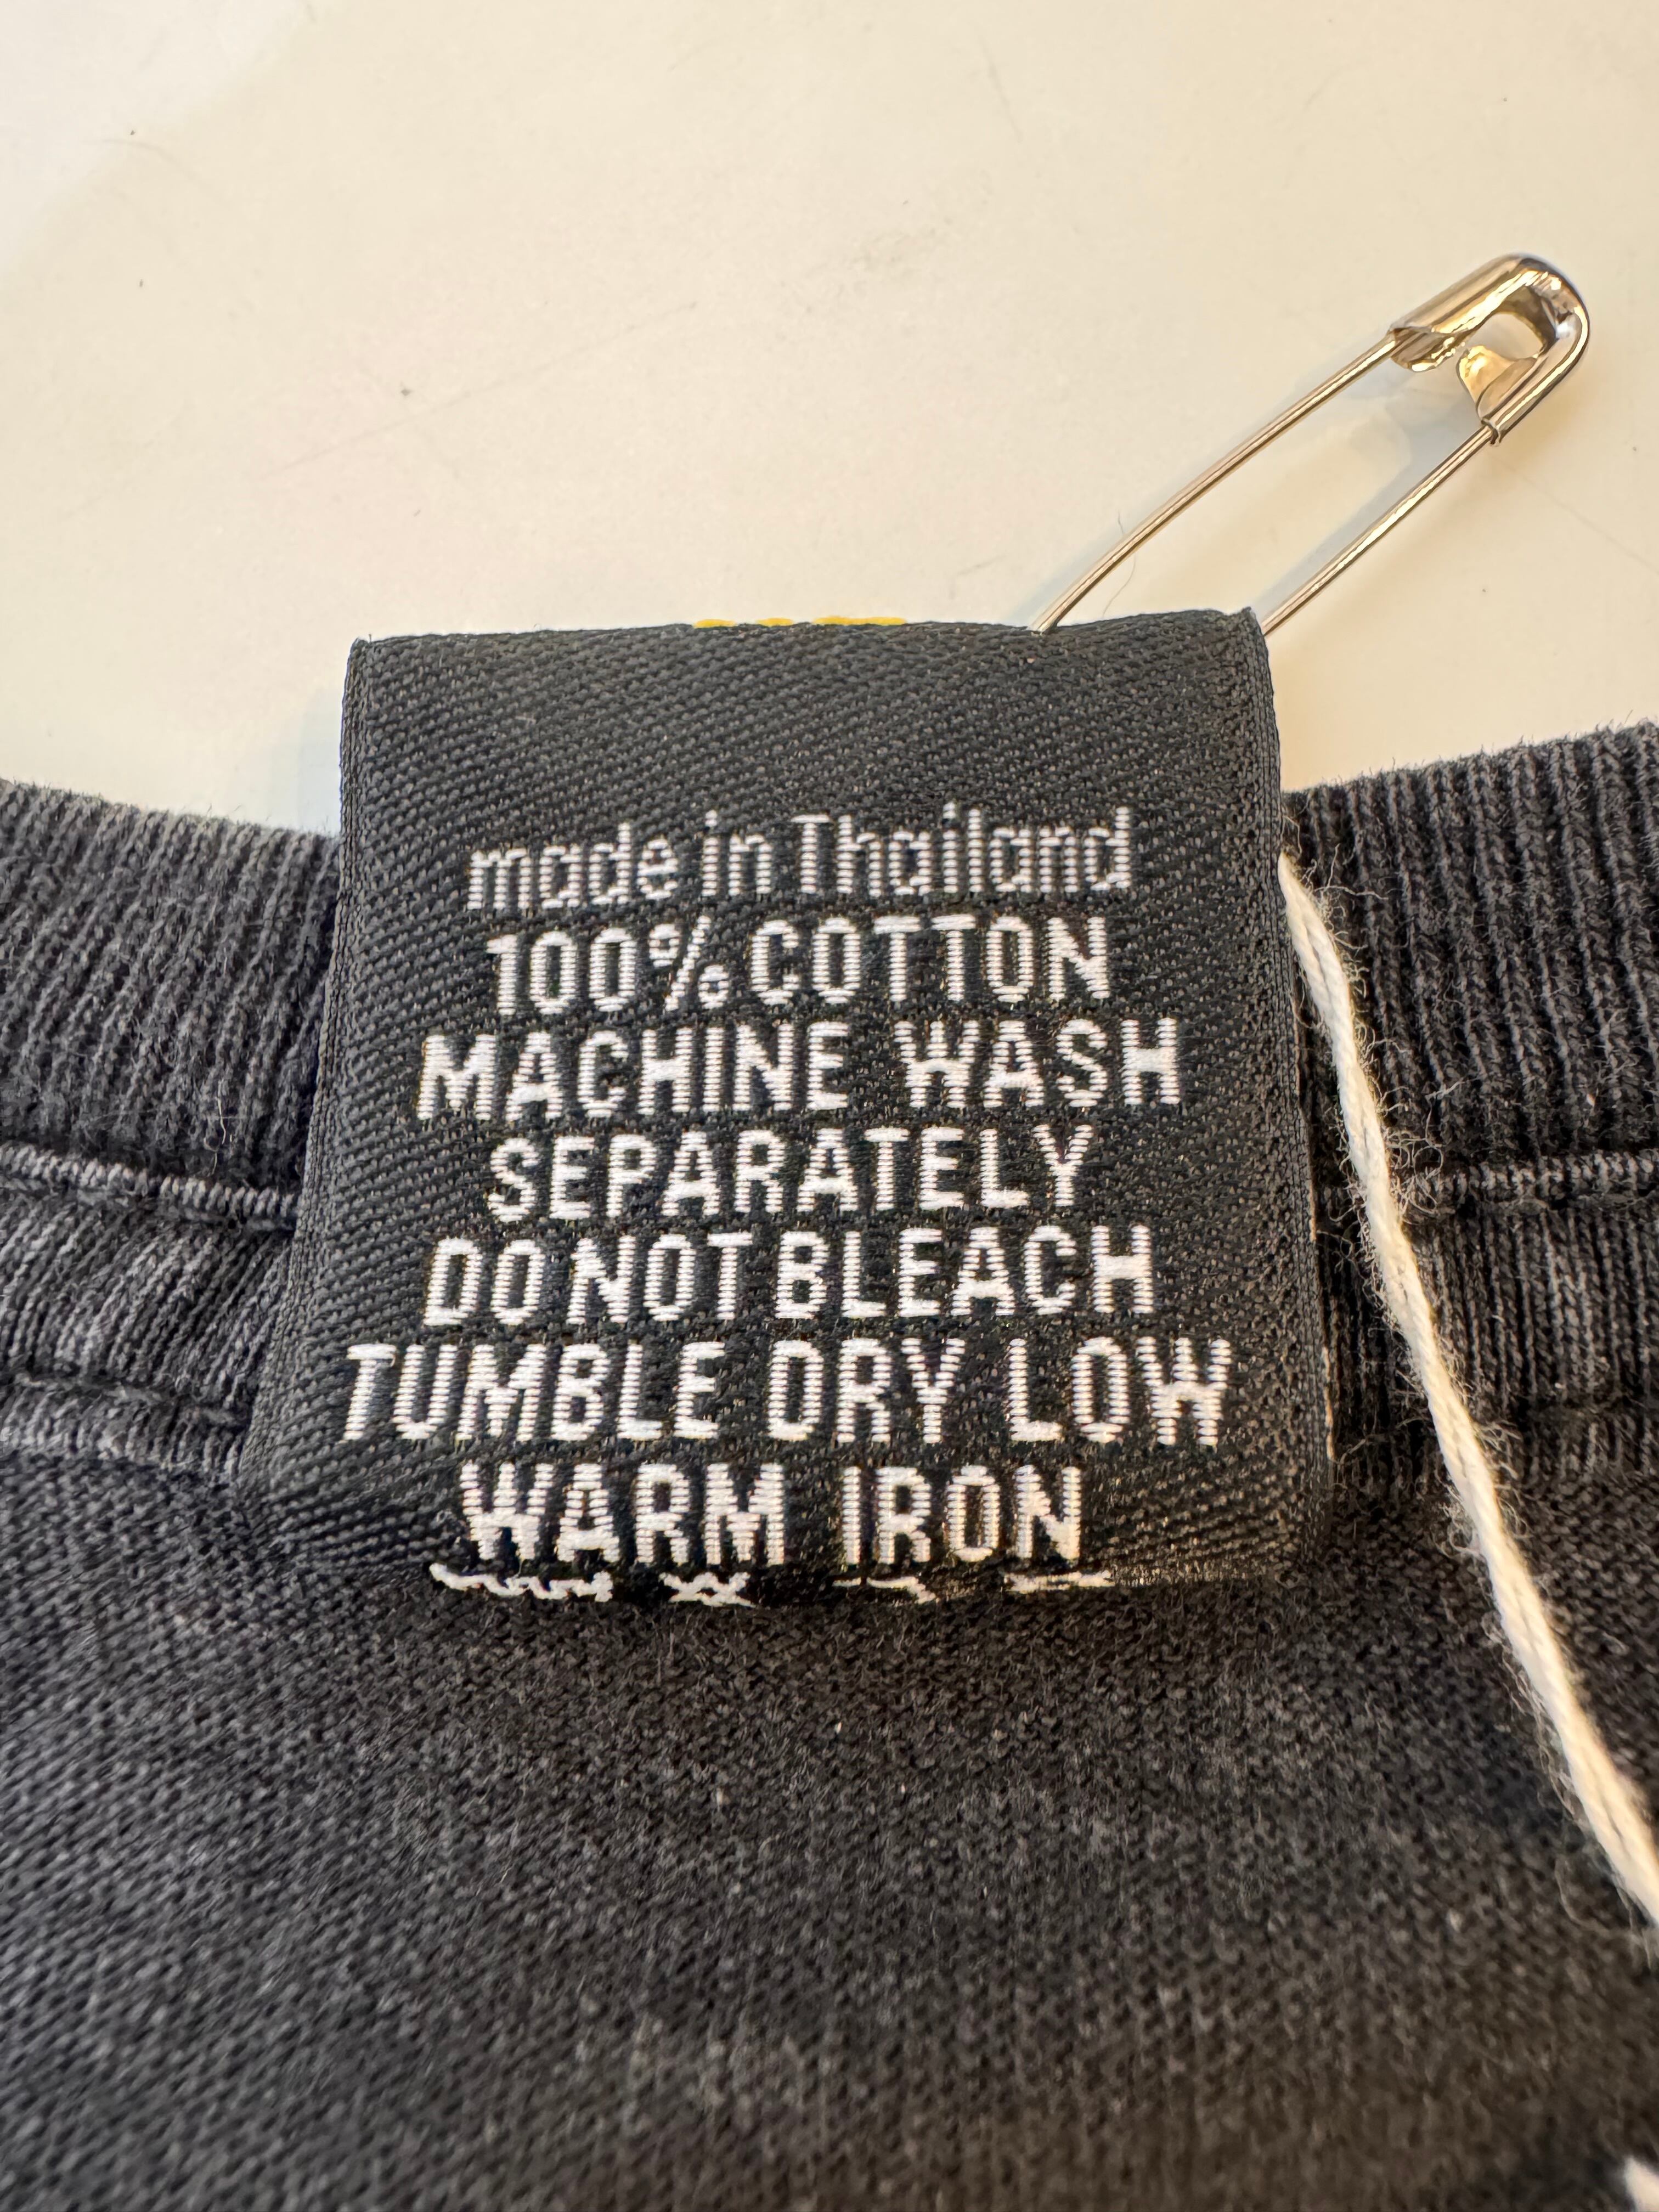 made in Thailand
100% COTTON
MACHINE WASH
SEPARATELY
DO NOT BLEACH
TUMBLE DRY LOW
WARM IRON